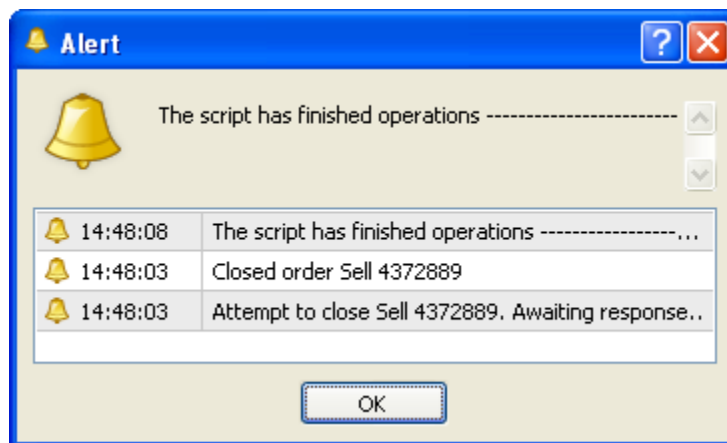 Alert
The script has finished operations ------------------------
14:48:08 The script has finished operations -----------------...
14:48:03 Closed order Sell 4372889
14:48:03 Attempt to close Sell 4372889. Awaiting response..
OK